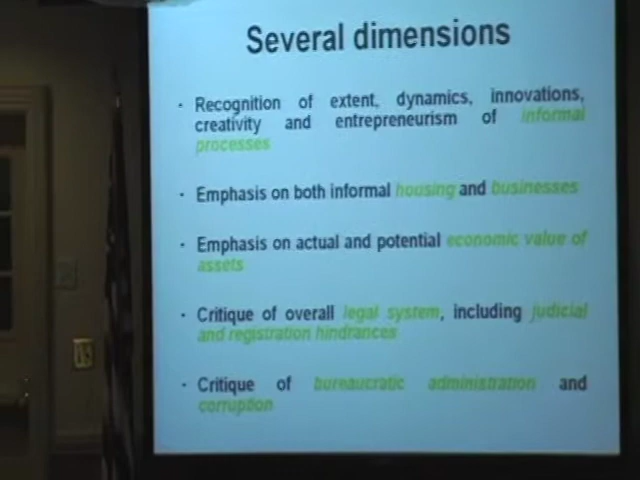 Several dimensions
· Recognition of extent, dynamics, innovations,
creativity and entrepreneurism of informal
processes
· Emphasis on both informal housing and businesses
· Emphasis on actual and potential economic value of
assets
· Critique of overall legal system, including judicial
and registration hindrances
· Critique of bureaucratic administration and
corruption